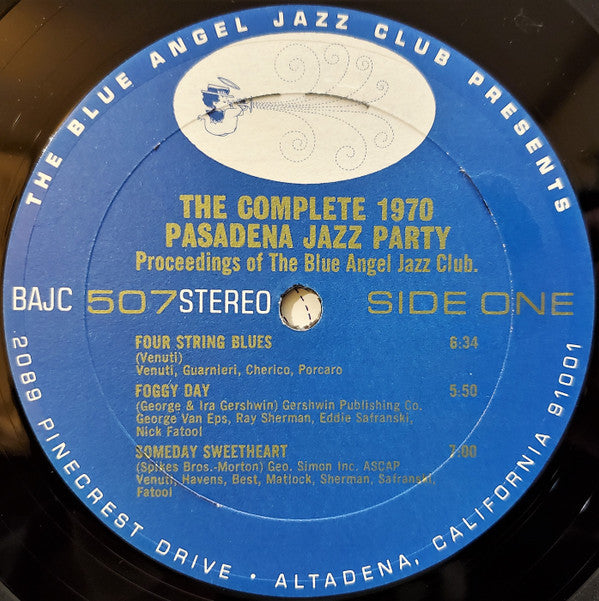 THE BLUE ANGEL JAZZ CLUB PRESENTS
THE COMPLETE 1970
PASADENA JAZZ PARTY
Proceedings of The Blue Angel Jazz Club.
BAJC 507 STEREO SIDE ONE
FOUR STRING BLUES 6:34
(Venuti)
Venuti, Guarnieri, Cherico, Porcaro
FOGGY DAY 5:50
(George & Ira Gershwin) Gershwin Publishing Co.
George Van Eps, Ray Sherman, Eddie Safranski,
Nick Fatool
SOMEDAY SWEETHEART 7:00
(Spikes Bros.-Morton) Geo. Simon Inc. ASCAP
Venuti, Havens, Best, Matlock, Sherman, Safranski,
Fatool
2089 PINECREST DRIVE • ALTADENA, CALIFORNIA 91001